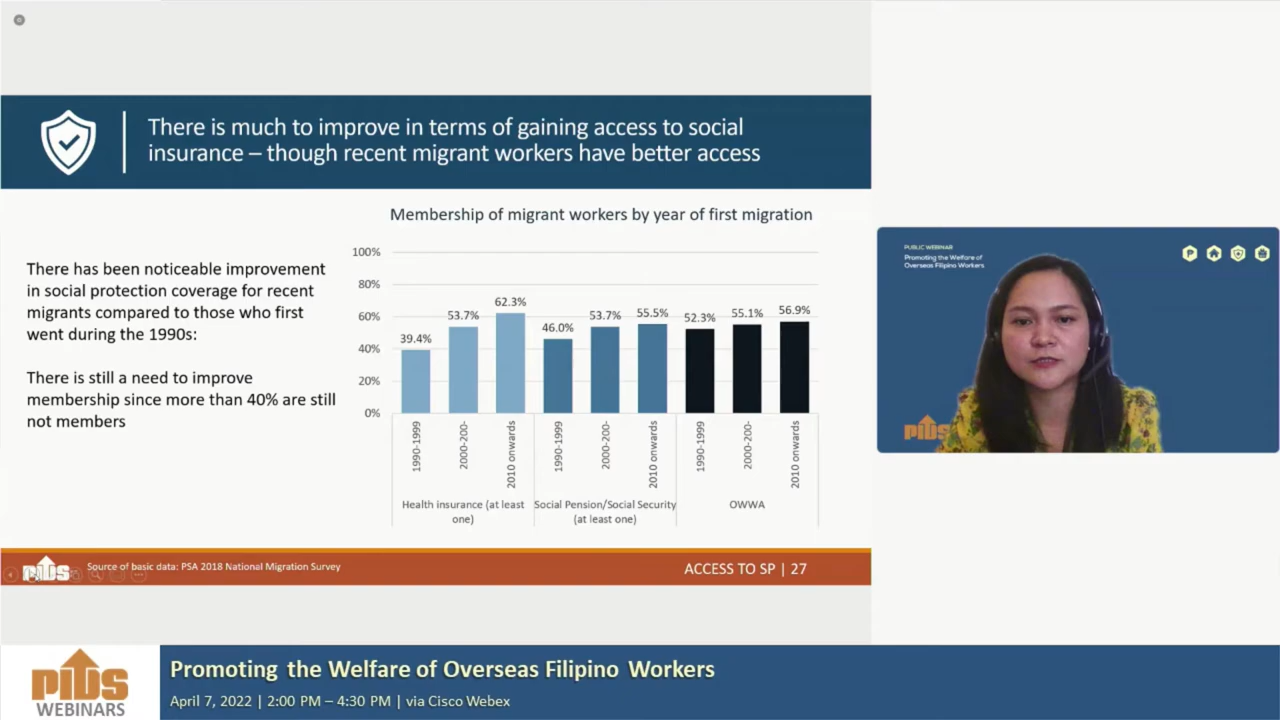 There is much to improve in terms of gaining access to social
insurance – though recent migrant workers have better access
There has been noticeable improvement
in social protection coverage for recent
migrants compared to those who first
went during the 1990s:
There is still a need to improve
membership since more than 40% are still
not members
Membership of migrant workers by year of first migration
100%
80%
60%
40%
20%
0%
39.4%
53.7%
62.3%
46.0%
53.7%
55.5%
52.3%
55.1%
56.9%
1990-1999
2000-200-
2010 onwards
1990-1999
2000-200-
2010 onwards
1990-1999
2000-200-
2010 onwards
Health insurance (at least
one)
Social Pension/Social Security
(at least one)
OWWA
PIDS
Source of basic data: PSA 2018 National Migration Survey
ACCESS TO SP | 27
PUBLIC WEBINAR
Promoting the Welfare of
Overseas Filipino Workers
P
PIDS
PIDS
WEBINARS
Promoting the Welfare of Overseas Filipino Workers
April 7, 2022 | 2:00 PM – 4:30 PM | via Cisco Webex